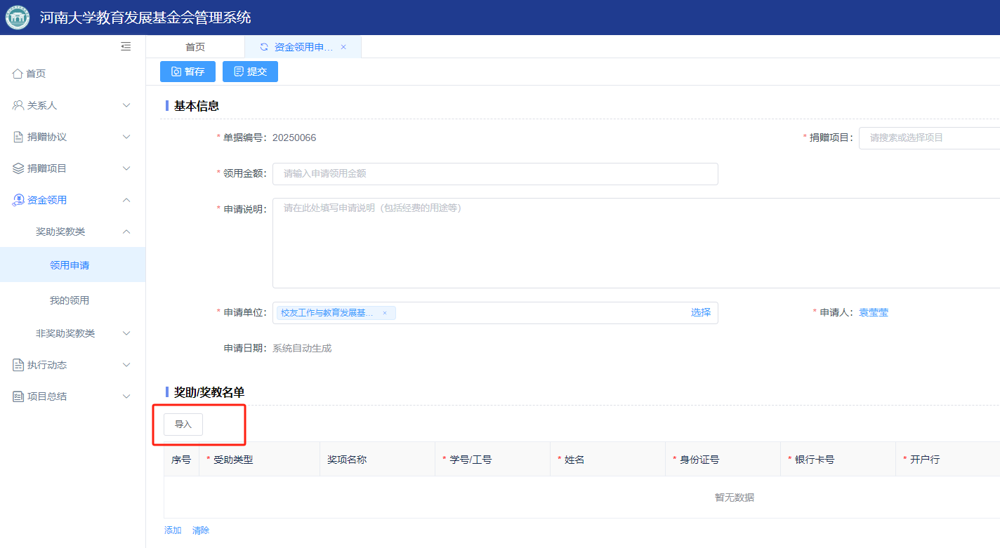 河南大学教育发展基金会管理系统
首页
资金领用申... ×
暂存
提交
首页
关系人
捐赠协议
捐赠项目
资金领用
奖助奖教类
领用申请
我的领用
非奖助奖教类
执行动态
项目总结
基本信息
* 单据编号: 20250066
* 捐赠项目: 请搜索或选择项目
* 领用金额: 请输入申请领用金额
* 申请说明: 请在此处填写申请说明（包括经费的用途等）
* 申请单位: 校友工作与教育发展基... × 选择
* 申请人: 袁莹莹
申请日期: 系统自动生成
奖助/奖教名单
导入
序号 * 受助类型 奖项名称 * 学号/工号 * 姓名 * 身份证号 * 银行卡号 * 开户行
暂无数据
添加 清除